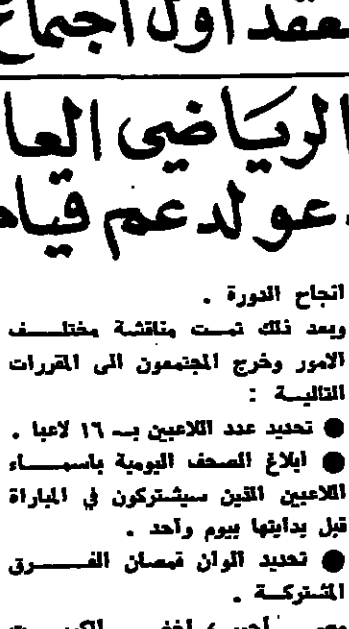 عقد أول اجتماع
الرياضي العا
دعو لدعم قيام
انجاح الدورة .
وبعد ذلك تمت مناقشة مختلف
الامور وخرج المجتمعون الى المقررات
التالية :
● تحديد عدد اللاعبين بـ ١٦ لاعبا .
● ابلاغ الصحف اليومية باسماء
اللاعبين الذين سيشتركون في المباراة
قبل بدايتها بيوم واحد .
● تحديد الوان قمصان الفرق
المشتركة .